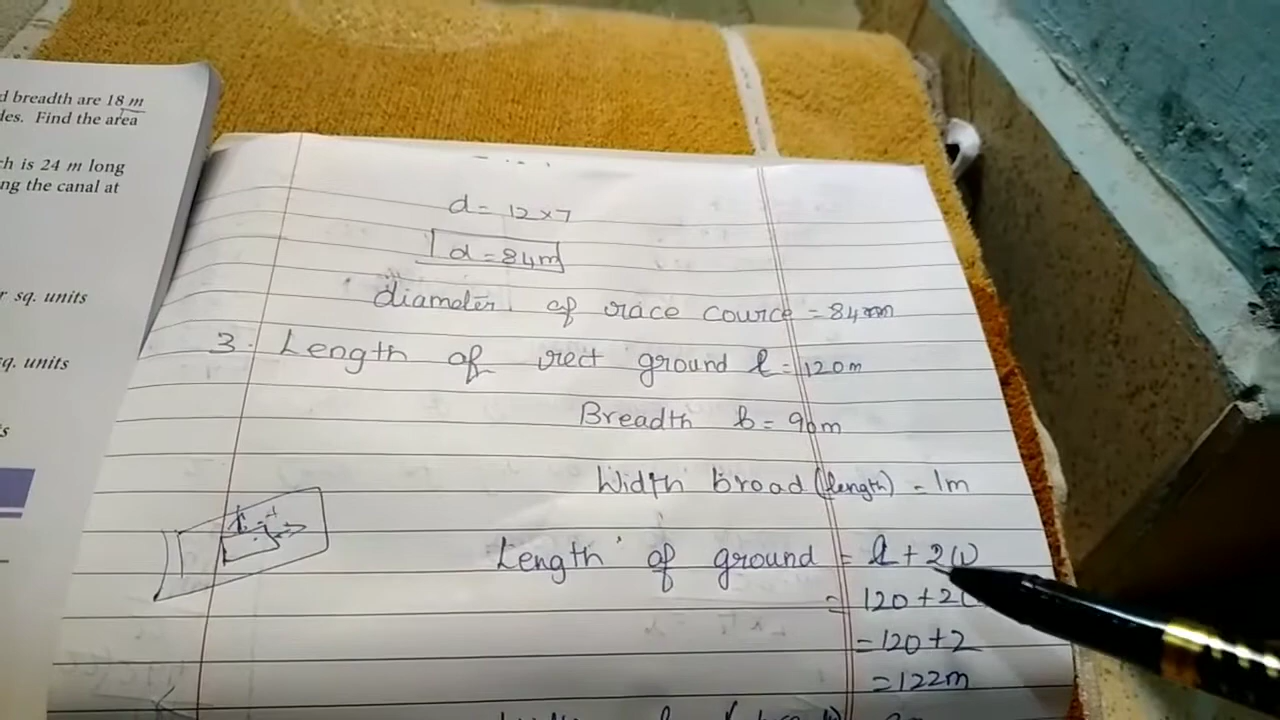 d breadth are 18 m
des. Find the area
ch is 24 m long
ng the canal at
r sq. units
q. units
s
d = 12 × 7
d = 84m
diameter of race cource = 84m
3. Length of rect ground l = 120m
Breadth b = 90m
Width broad (length) = 1m
Length of ground = l + 2(1)
= 120 + 2(
= 120 + 2
= 122m